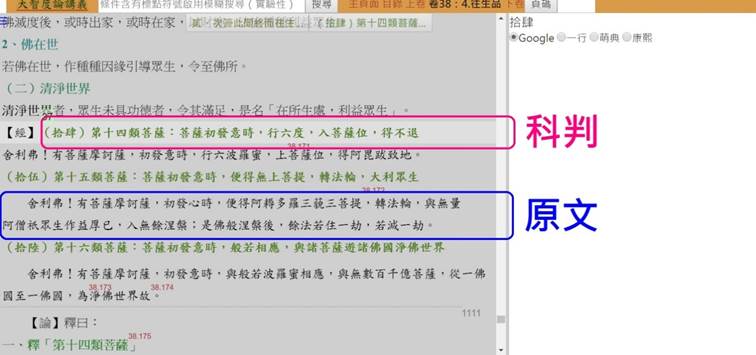 大智度論講義 條件含有標點符號啟用模糊搜尋(實驗性) 搜尋 主頁面 目錄 上卷 卷38:4.往生品 下卷 頁碼
佛滅度後,或時出家,或時在家,
(拾肆)第十四類菩薩...
拾肆
Google 一行 萌典 康熙
2、佛在世
若佛在世,作種種因緣引導眾生,令至佛所。
(二)清淨世界
清淨世界者,眾生未具功德者,令其滿足,是名「在所生處,利益眾生」。
37
【經】(拾肆)第十四類菩薩:菩薩初發意時,行六度,入菩薩位,得不退
科判
舍利弗!有菩薩摩訶薩,初發意時,行六波羅蜜,上菩薩位,得阿毘跋致地。
38.171
(拾伍)第十五類菩薩:菩薩初發意時,便得無上菩提,轉法輪,大利眾生
38.172
舍利弗!有菩薩摩訶薩,初發心時,便得阿耨多羅三藐三菩提,轉法輪,與無量
阿僧祇眾生作益厚已,入無餘涅槃;是佛般涅槃後,餘法若住一劫,若減一劫。
原文
(拾陸)第十六類菩薩:菩薩初發意時,般若相應,與諸菩薩遊諸佛國淨佛世界
舍利弗!有菩薩摩訶薩,初發意時,與般若波羅蜜相應,與無數百千億菩薩,從一佛
國至一佛國,為淨佛世界故。
38.173 38.174
1111
【論】釋曰:
38.175
一、釋「第十四類菩薩」